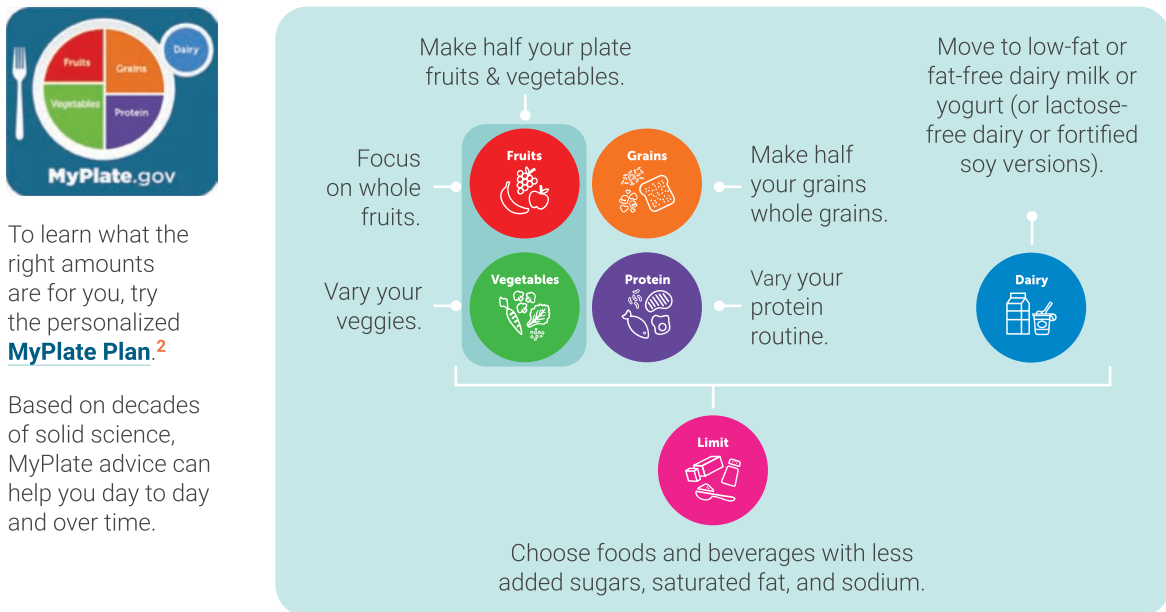 Fruits
Grains
Dairy
Vegetables
Protein
MyPlate.gov
To learn what the
right amounts
are for you, try
the personalized
MyPlate Plan.2
Based on decades
of solid science,
MyPlate advice can
help you day to day
and over time.
Make half your plate
fruits & vegetables.
Focus
on whole
fruits.
Fruits
Grains
Make half
your grains
whole grains.
Vary your
veggies.
Vegetables
Protein
Vary your
protein
routine.
Move to low-fat or
fat-free dairy milk or
yogurt (or lactose-
free dairy or fortified
soy versions).
Dairy
Limit
Choose foods and beverages with less
added sugars, saturated fat, and sodium.